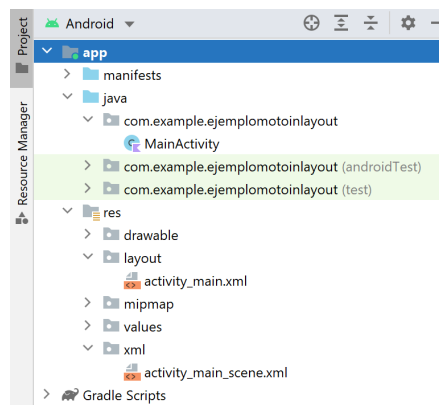 Project
Resource Manager
Android
app
manifests
java
com.example.ejemplomotoinlayout
MainActivity
com.example.ejemplomotoinlayout (androidTest)
com.example.ejemplomotoinlayout (test)
res
drawable
layout
activity_main.xml
mipmap
values
xml
activity_main_scene.xml
Gradle Scripts